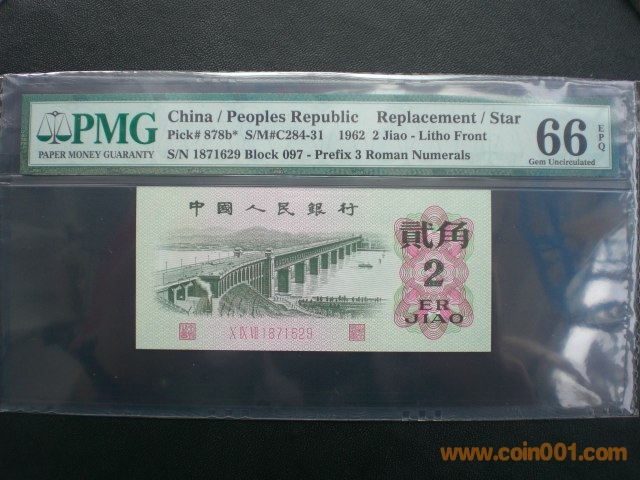 PMG
PAPER MONEY GUARANTY
China / Peoples Republic Replacement / Star
Pick# 878b* S/M#C284-31 1962 2 Jiao - Litho Front
S/N 1871629 Block 097 - Prefix 3 Roman Numerals
66
EPQ
Gem Uncirculated
中國人民銀行
貳角
2
ER
JIAO
X IX VII 1871629
www.coin001.com